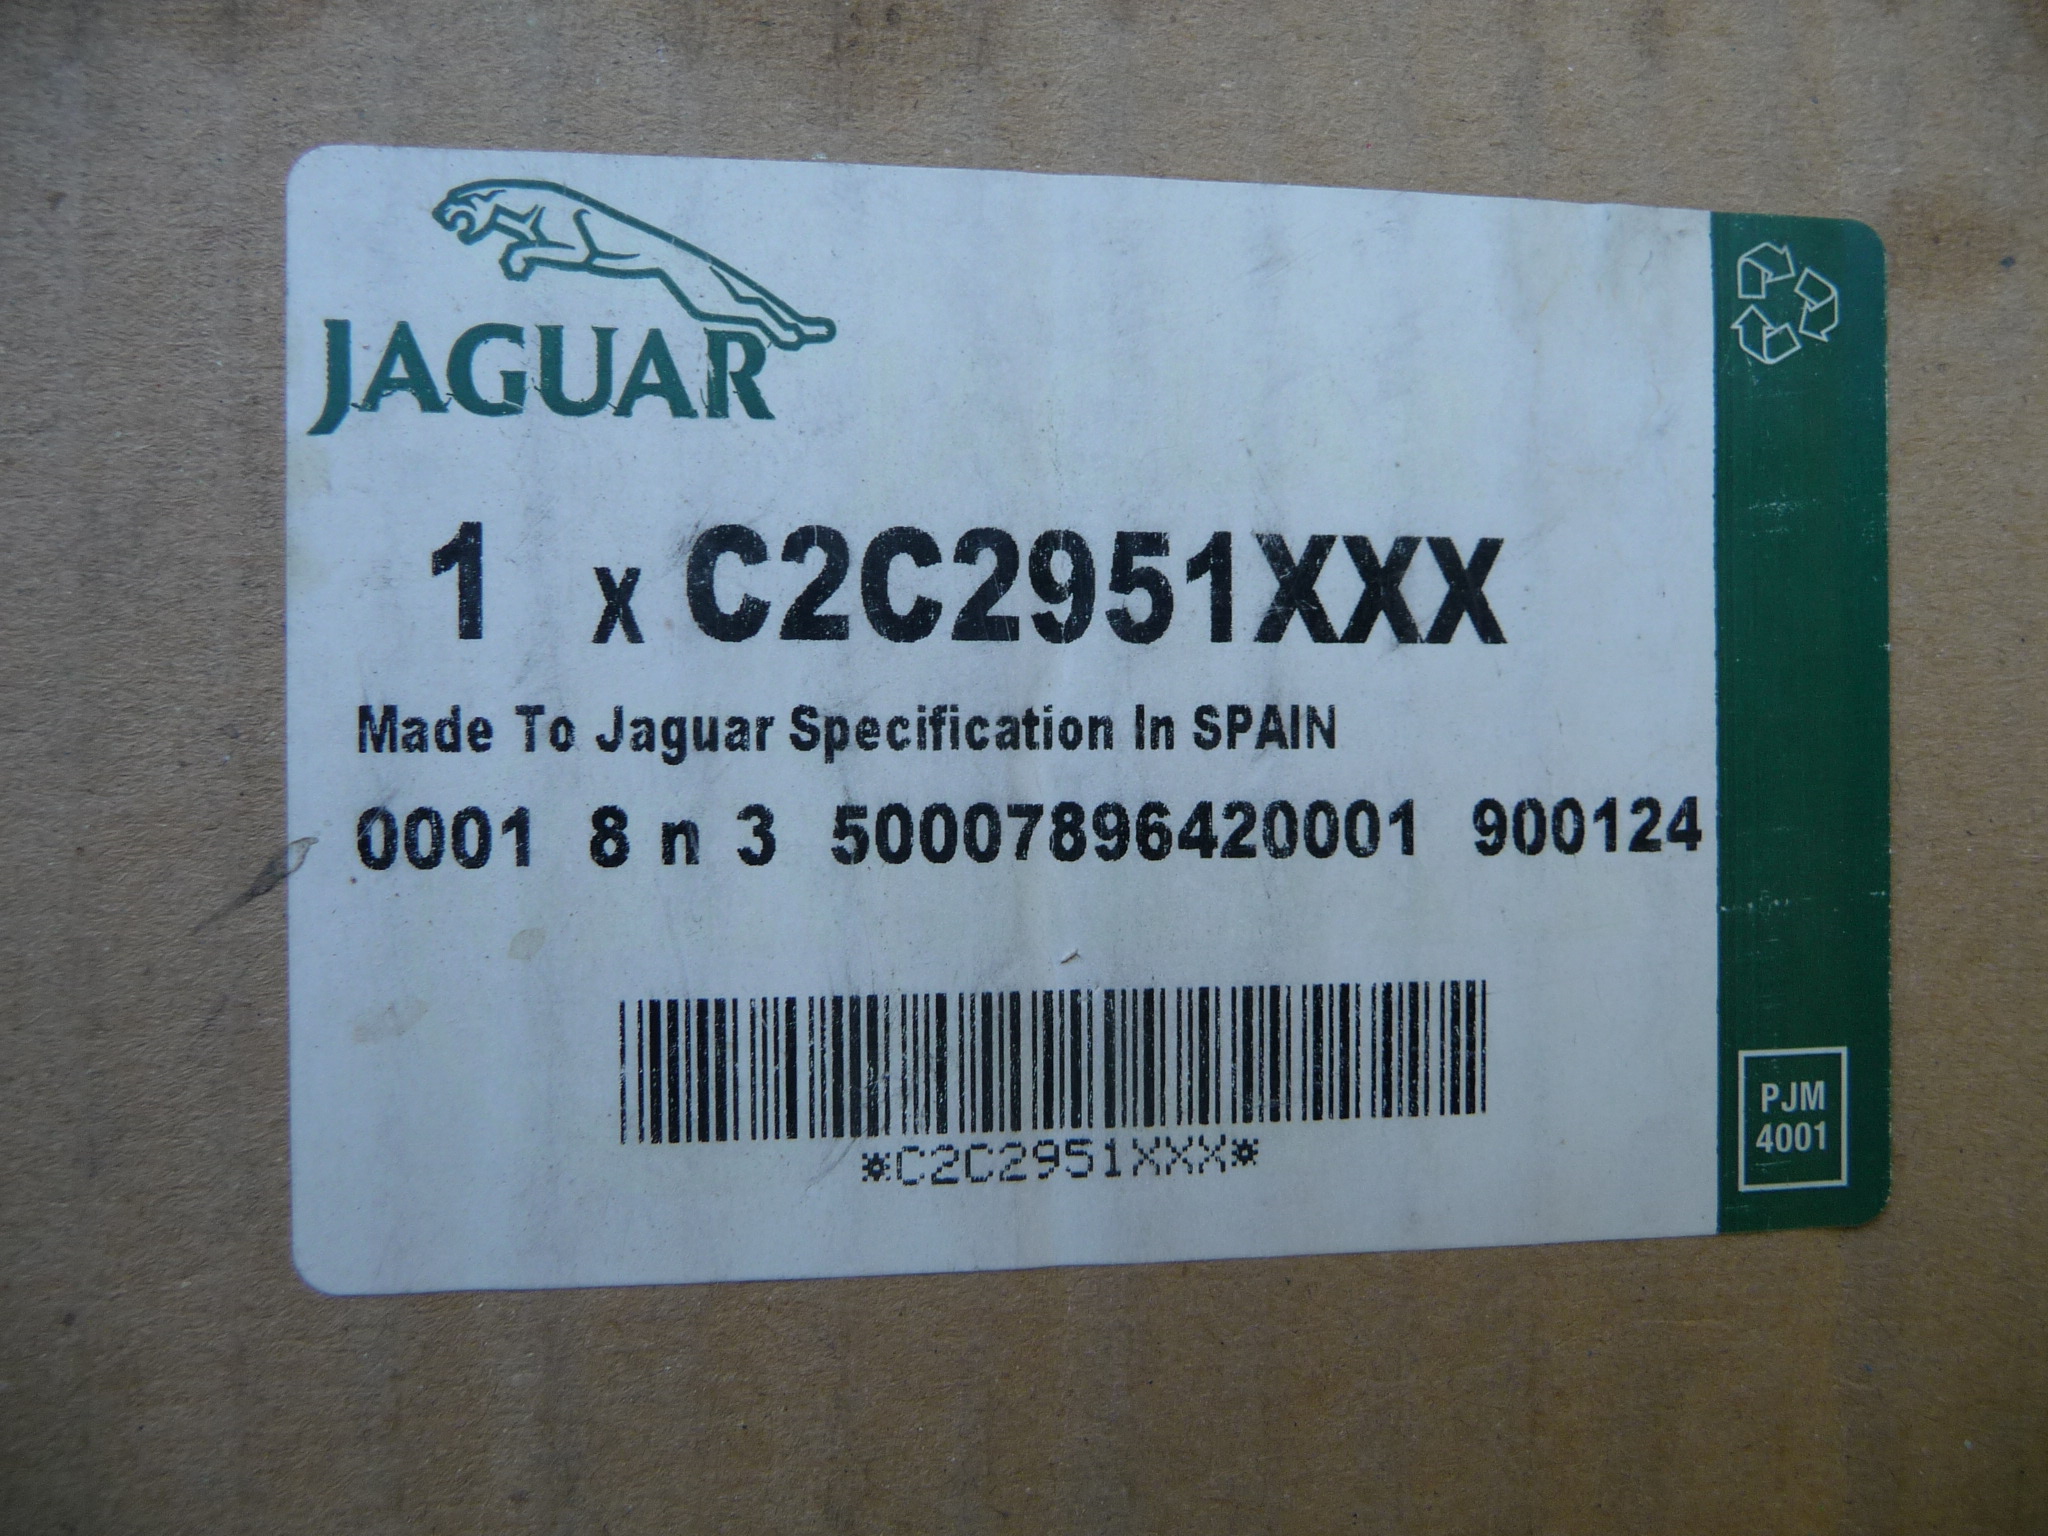 JAGUAR
1 x C2C2951XXX
Made To Jaguar Specification In SPAIN
0001 8 n 3 50007896420001 900124
*C2C2951XXX*
PJM
4001